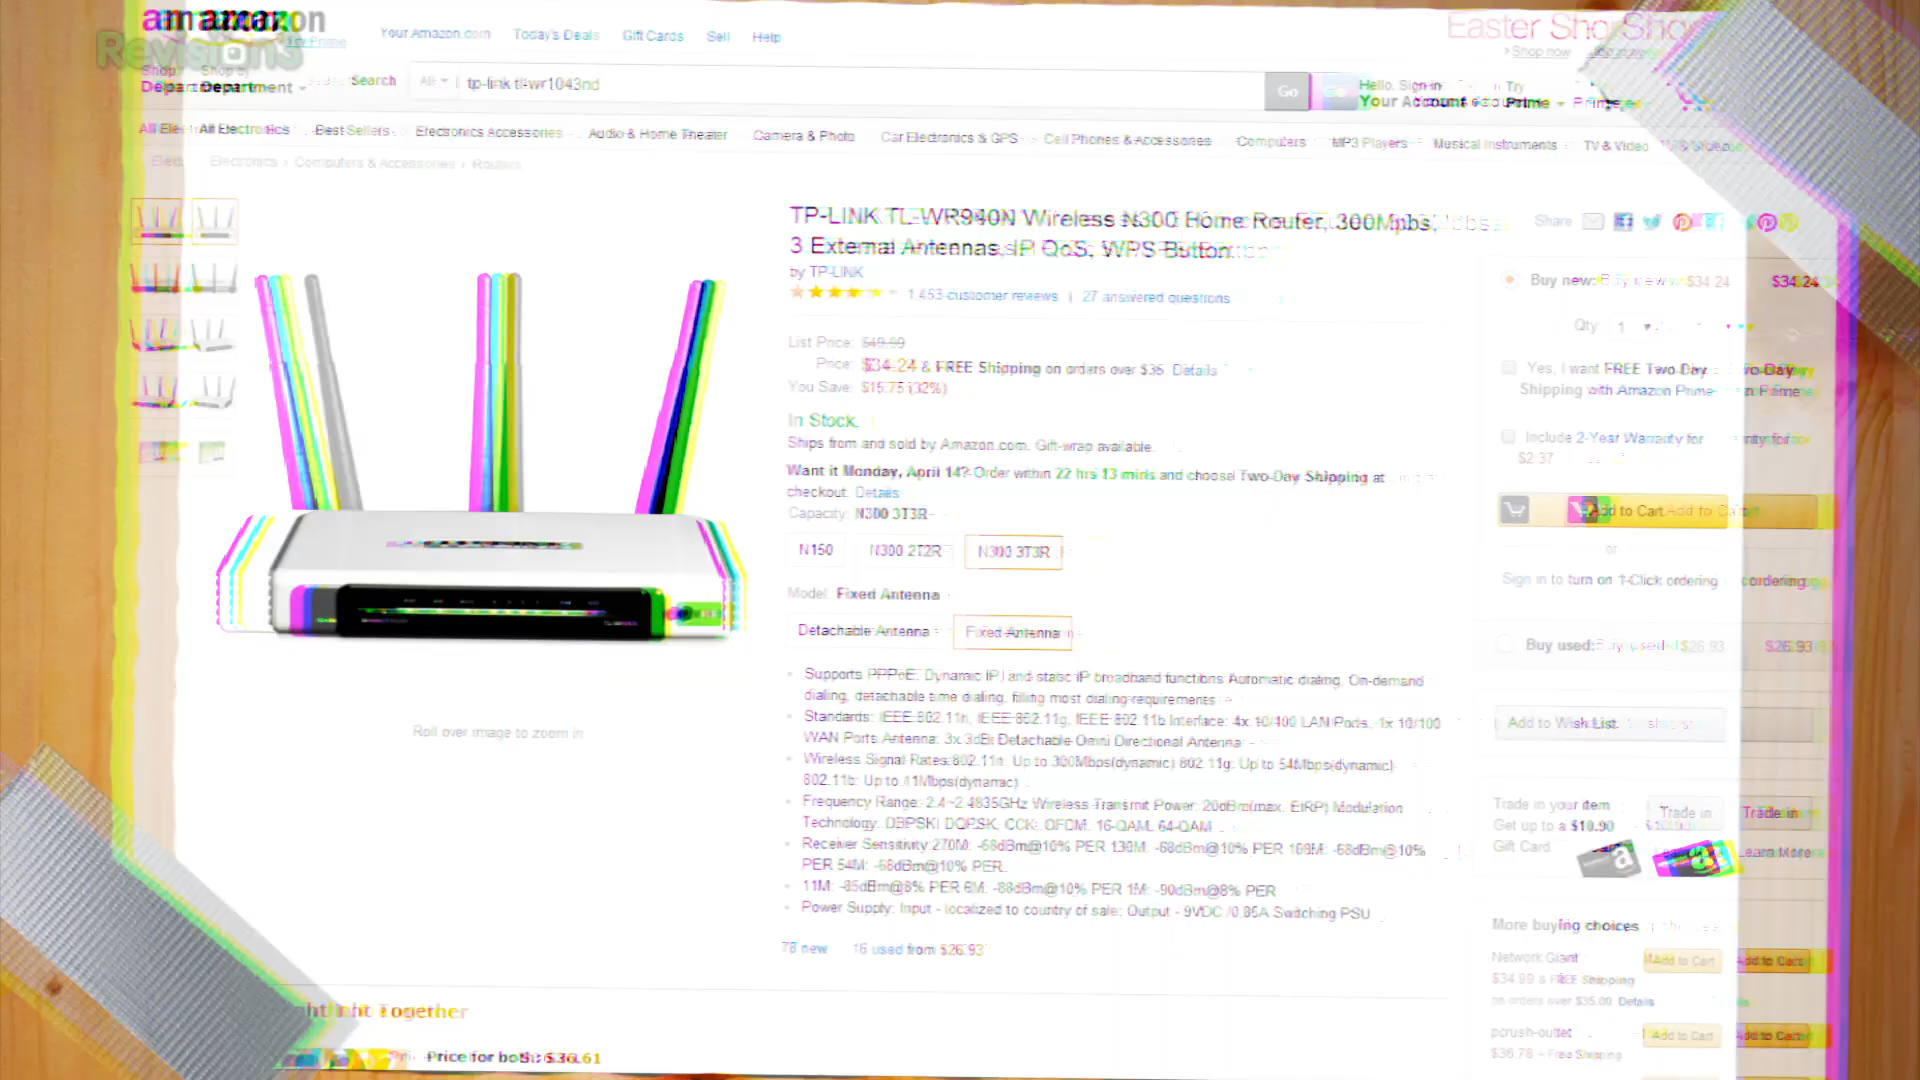 amazon
Try Prime
Revision3
Your Amazon.com Today's Deals Gift Cards Sell Help
Easter Shop
Shop now
Shop by
Department
Search All tp-link tl-wr1043nd Go
Hello. Sign in
Your Account
Try
Prime
All Electronics Best Sellers Electronics Accessories Audio & Home Theater Camera & Photo Car Electronics & GPS Cell Phones & Accessories Computers MP3 Players Musical Instruments TV & Video
Electronics › Computers & Accessories › Routers
TP-LINK TL-WR940N Wireless N300 Home Router, 300Mpbs,
3 External Antennas, IP QoS, WPS Button
by TP-LINK
1,453 customer reviews | 27 answered questions
List Price: $49.99
Price: $34.24 & FREE Shipping on orders over $35. Details
You Save: $15.75 (32%)
In Stock.
Ships from and sold by Amazon.com. Gift-wrap available.
Want it Monday, April 14? Order within 22 hrs 13 mins and choose Two-Day Shipping at
checkout. Details
Capacity: N300 3T3R
N150 N300 2T2R N300 3T3R
Model: Fixed Antenna
Detachable Antenna Fixed Antenna
Supports PPPoE, Dynamic IP and static IP broadband functions Automatic dialing, On-demand
dialing, detachable time dialing, filling most dialing-requirements
Standards: IEEE 802.11n, IEEE 802.11g, IEEE 802.11b Interface: 4x 10/100 LAN Ports, 1x 10/100
WAN Ports Antenna: 3x 3dBi Detachable Omni Directional Antenna
Wireless Signal Rates 802.11n: Up to 300Mbps(dynamic) 802.11g: Up to 54Mbps(dynamic)
802.11b: Up to 11Mbps(dynamic)
Frequency Range: 2.4~2.4835GHz Wireless Transmit Power: 20dBm(max. EIRP) Modulation
Technology: DBPSK, DQPSK, CCK, OFDM, 16-QAM, 64-QAM
Receiver Sensitivity:270M: -68dBm@10% PER 130M: -68dBm@10% PER 108M: -68dBm@10%
PER 54M: -68dBm@10% PER.
11M: -85dBm@8% PER 6M: -88dBm@10% PER 1M: -90dBm@8% PER
Power Supply: Input - localized to country of sale; Output - 9VDC /0.85A Switching PSU
78 new 16 used from $26.93
Roll over image to zoom in
Together
Price for both: $36.61
Share
Buy new: $34.24
Qty: 1
Yes, I want FREE Two-Day
Shipping with Amazon Prime
Include 2-Year Warranty for
$2.37
Add to Cart
or
Sign in to turn on 1-Click ordering
Buy used: $26.93
Add to Wish List
Trade in your item
Get up to a $10.90
Gift Card
Trade in
Learn More
More buying choices
Network Giant
$34.99 & FREE Shipping
on orders over $35.00 Details
Add to Cart
pcrush-outlet
$36.78 + Free Shipping
Add to Cart